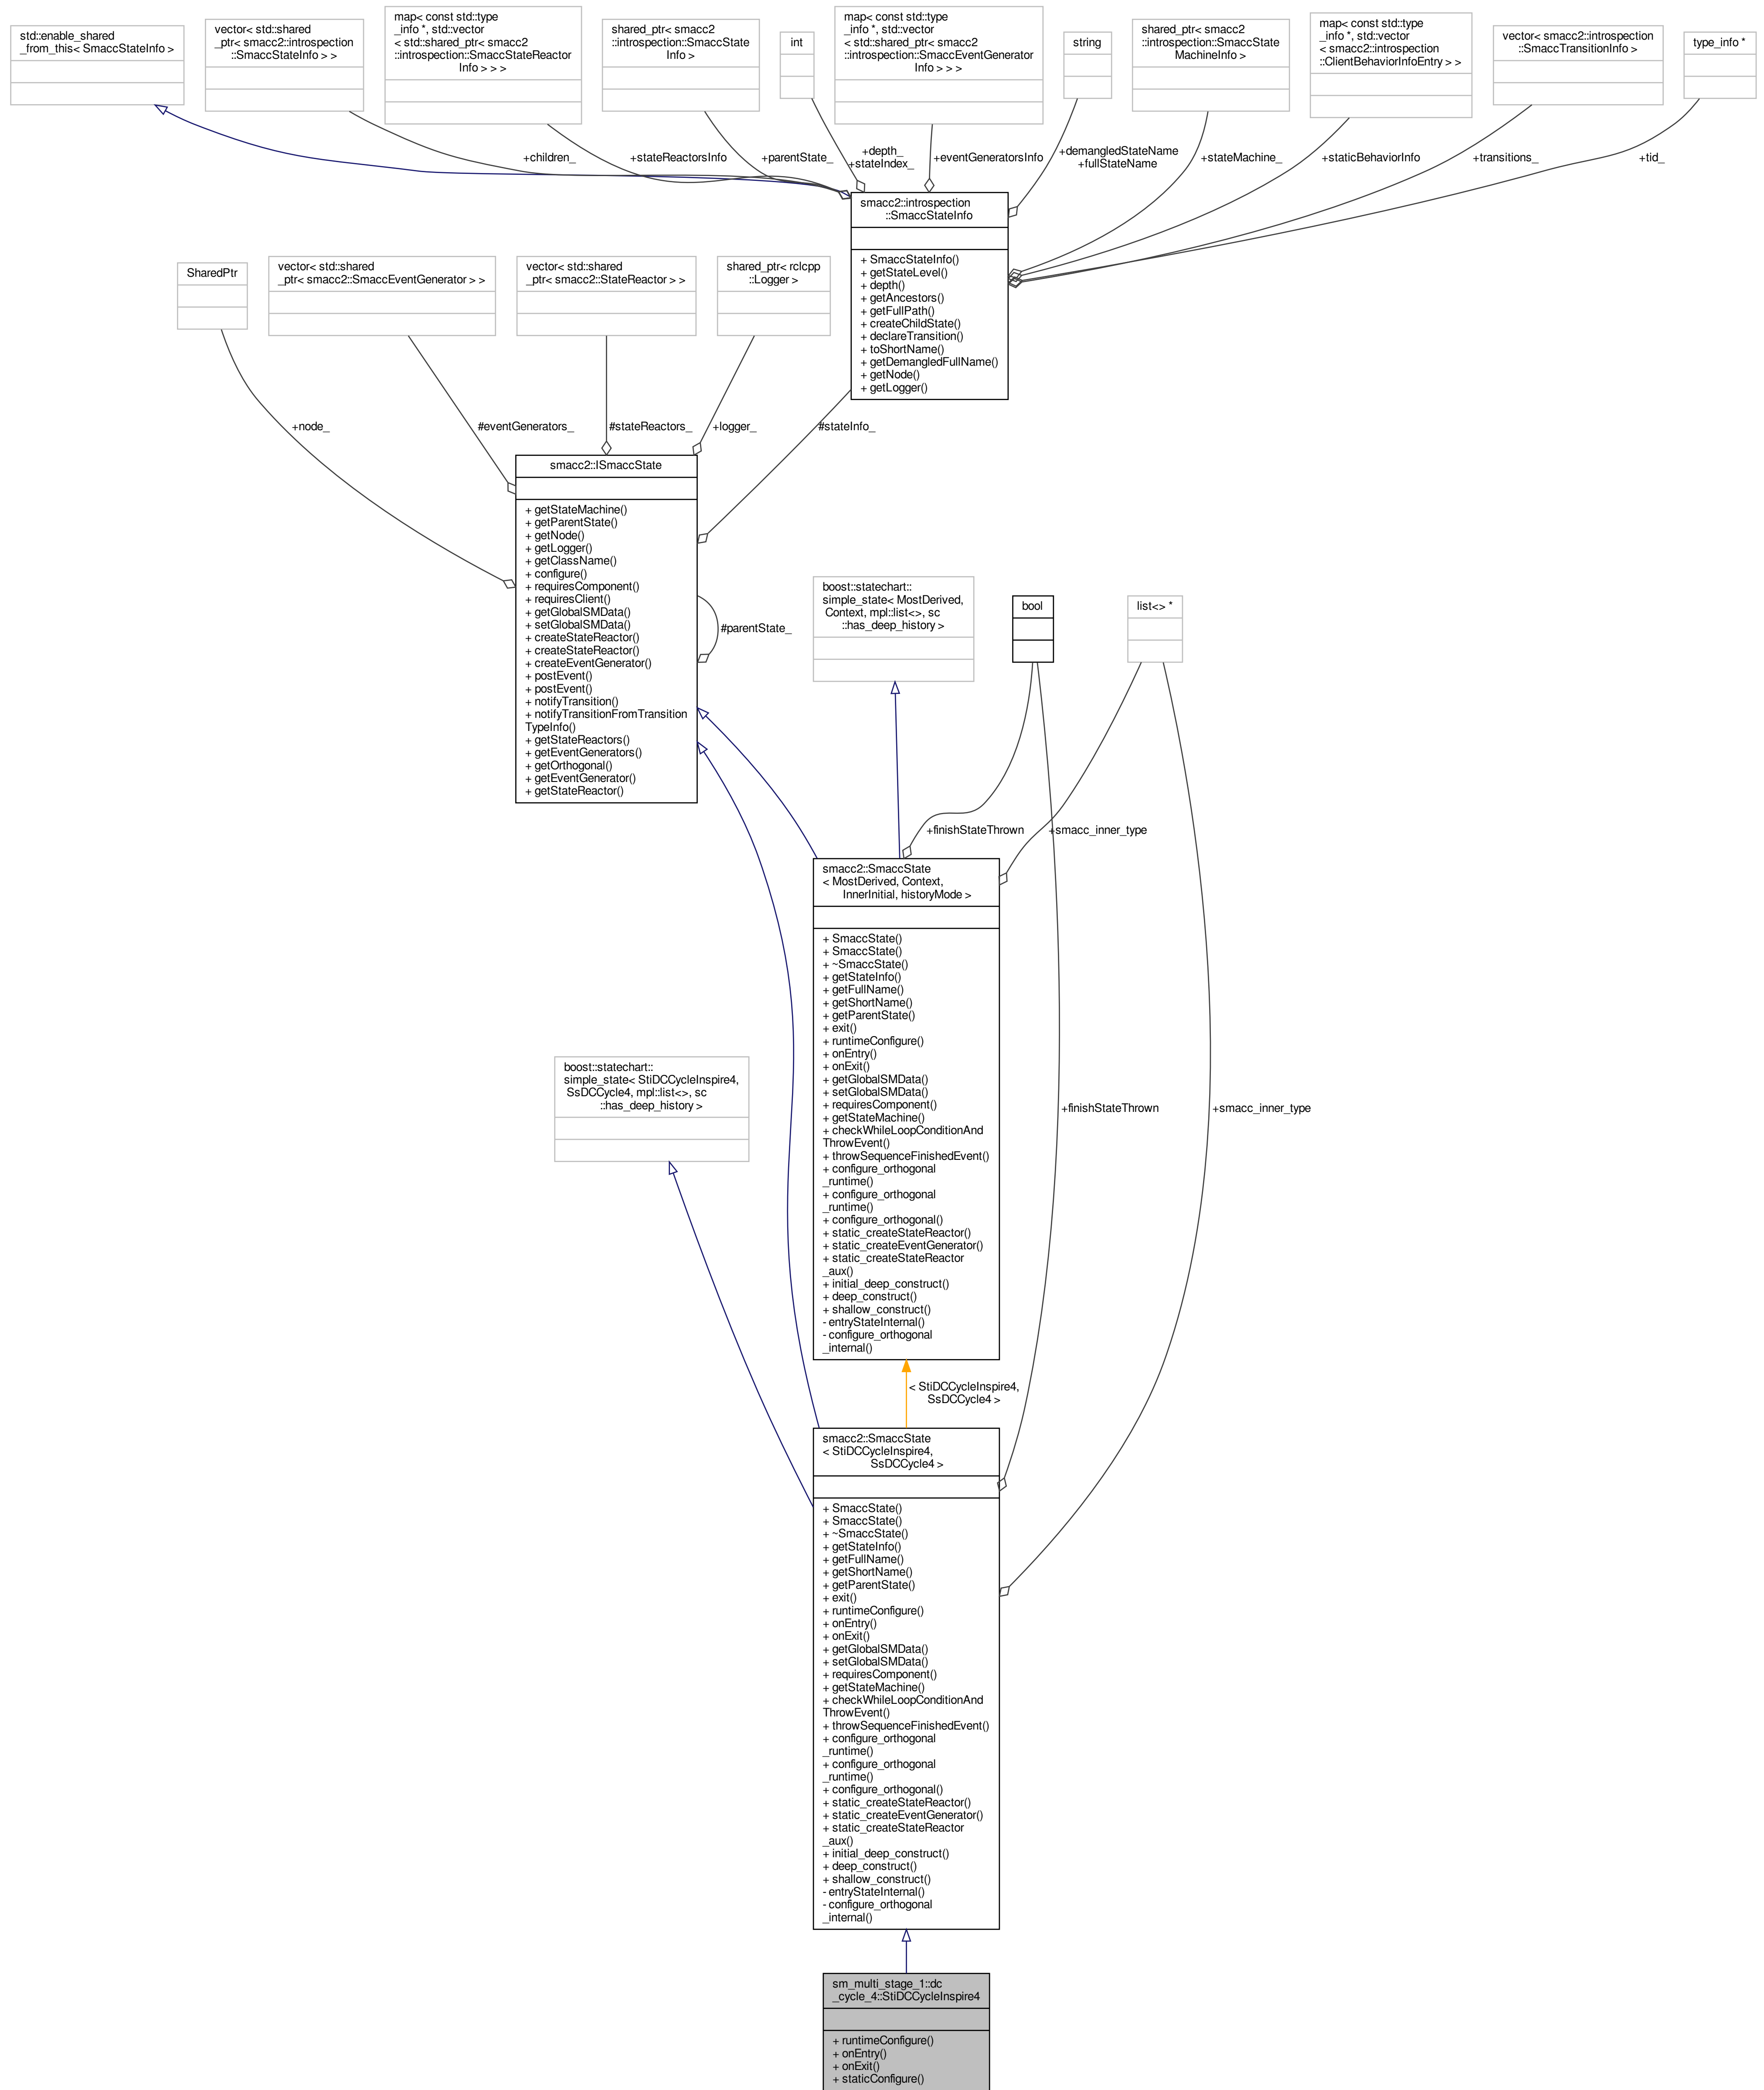 std::enable_shared
_from_this< SmaccStateInfo >
vector< std::shared
_ptr< smacc2::introspection
::SmaccStateInfo > >
map< const std::type
_info *, std::vector
< std::shared_ptr< smacc2
::introspection::SmaccStateReactor
Info > > >
shared_ptr< smacc2
::introspection::SmaccState
Info >
int
map< const std::type
_info *, std::vector
< std::shared_ptr< smacc2
::introspection::SmaccEventGenerator
Info > > >
string
shared_ptr< smacc2
::introspection::SmaccState
MachineInfo >
map< const std::type
_info *, std::vector
< smacc2::introspection
::ClientBehaviorInfoEntry > >
vector< smacc2::introspection
::SmaccTransitionInfo >
type_info *
+children_
+stateReactorsInfo
+parentState_
+depth_
+stateIndex_
+eventGeneratorsInfo
+demangledStateName
+fullStateName
+stateMachine_
+staticBehaviorInfo
+transitions_
+tid_
smacc2::introspection
::SmaccStateInfo
+ SmaccStateInfo()
+ getStateLevel()
+ depth()
+ getAncestors()
+ getFullPath()
+ createChildState()
+ declareTransition()
+ toShortName()
+ getDemangledFullName()
+ getNode()
+ getLogger()
SharedPtr
vector< std::shared
_ptr< smacc2::SmaccEventGenerator > >
vector< std::shared
_ptr< smacc2::StateReactor > >
shared_ptr< rclcpp
::Logger >
+node_
#eventGenerators_
#stateReactors_
+logger_
#stateInfo_
smacc2::ISmaccState
+ getStateMachine()
+ getParentState()
+ getNode()
+ getLogger()
+ getClassName()
+ configure()
+ requiresComponent()
+ requiresClient()
+ getGlobalSMData()
+ setGlobalSMData()
+ createStateReactor()
+ createStateReactor()
+ createEventGenerator()
+ postEvent()
+ postEvent()
+ notifyTransition()
+ notifyTransitionFromTransition
TypeInfo()
+ getStateReactors()
+ getEventGenerators()
+ getOrthogonal()
+ getEventGenerator()
+ getStateReactor()
#parentState_
boost::statechart::
simple_state< MostDerived,
Context, mpl::list<>, sc
::has_deep_history >
bool
list<> *
+finishStateThrown
+smacc_inner_type
smacc2::SmaccState
< MostDerived, Context,
InnerInitial, historyMode >
+ SmaccState()
+ SmaccState()
+ ~SmaccState()
+ getStateInfo()
+ getFullName()
+ getShortName()
+ getParentState()
+ exit()
+ runtimeConfigure()
+ onEntry()
+ onExit()
+ getGlobalSMData()
+ setGlobalSMData()
+ requiresComponent()
+ getStateMachine()
+ checkWhileLoopConditionAnd
ThrowEvent()
+ throwSequenceFinishedEvent()
+ configure_orthogonal
_runtime()
+ configure_orthogonal
_runtime()
+ configure_orthogonal()
+ static_createStateReactor()
+ static_createEventGenerator()
+ static_createStateReactor
_aux()
+ initial_deep_construct()
+ deep_construct()
+ shallow_construct()
- entryStateInternal()
- configure_orthogonal
_internal()
boost::statechart::
simple_state< StiDCCycleInspire4,
SsDCCycle4, mpl::list<>, sc
::has_deep_history >
+finishStateThrown
+smacc_inner_type
< StiDCCycleInspire4,
SsDCCycle4 >
smacc2::SmaccState
< StiDCCycleInspire4,
SsDCCycle4 >
+ SmaccState()
+ SmaccState()
+ ~SmaccState()
+ getStateInfo()
+ getFullName()
+ getShortName()
+ getParentState()
+ exit()
+ runtimeConfigure()
+ onEntry()
+ onExit()
+ getGlobalSMData()
+ setGlobalSMData()
+ requiresComponent()
+ getStateMachine()
+ checkWhileLoopConditionAnd
ThrowEvent()
+ throwSequenceFinishedEvent()
+ configure_orthogonal
_runtime()
+ configure_orthogonal
_runtime()
+ configure_orthogonal()
+ static_createStateReactor()
+ static_createEventGenerator()
+ static_createStateReactor
_aux()
+ initial_deep_construct()
+ deep_construct()
+ shallow_construct()
- entryStateInternal()
- configure_orthogonal
_internal()
sm_multi_stage_1::dc
_cycle_4::StiDCCycleInspire4
+ runtimeConfigure()
+ onEntry()
+ onExit()
+ staticConfigure()